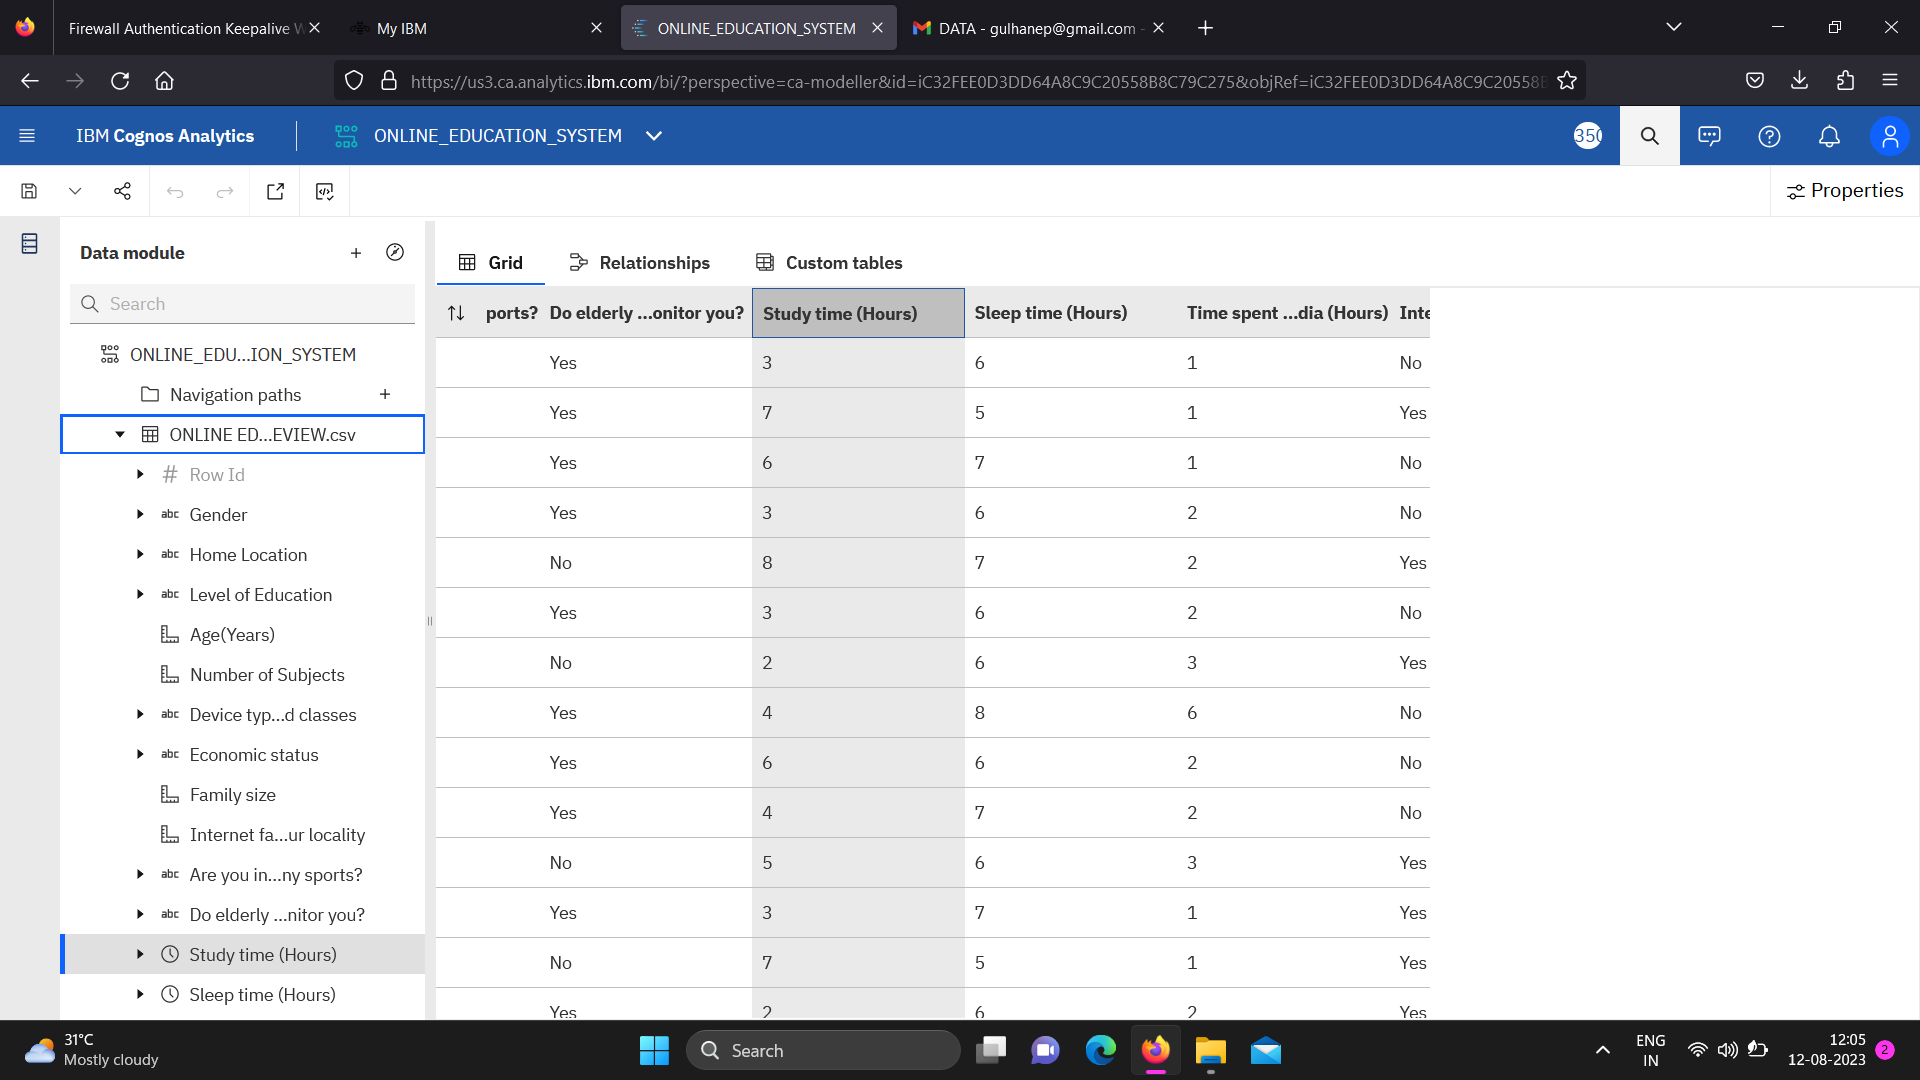 Firewall Authentication Keepalive W
My IBM
ONLINE_EDUCATION_SYSTEM
DATA - gulhanep@gmail.com -
https://us3.ca.analytics.ibm.com/bi/?perspective=ca-modeller&id=iC32FEE0D3DD64A8C9C20558B8C79C275&objRef=iC32FEE0D3DD64A8C9C20558B
IBM Cognos Analytics
ONLINE_EDUCATION_SYSTEM
350
Properties
Data module
Search
ONLINE_EDU...ION_SYSTEM
Navigation paths
ONLINE ED...EVIEW.csv
# Row Id
abc Gender
abc Home Location
abc Level of Education
Age(Years)
Number of Subjects
abc Device typ...d classes
abc Economic status
Family size
Internet fa...ur locality
abc Are you in...ny sports?
abc Do elderly ...nitor you?
Study time (Hours)
Sleep time (Hours)
Grid
Relationships
Custom tables
ports? Do elderly ...onitor you? Study time (Hours) Sleep time (Hours) Time spent ...dia (Hours) Inte
Yes 3 6 1 No
Yes 7 5 1 Yes
Yes 6 7 1 No
Yes 3 6 2 No
No 8 7 2 Yes
Yes 3 6 2 No
No 2 6 3 Yes
Yes 4 8 6 No
Yes 6 6 2 No
Yes 4 7 2 No
No 5 6 3 Yes
Yes 3 7 1 Yes
No 7 5 1 Yes
Yes 2 6 2 Yes
31°C
Mostly cloudy
Search
ENG
IN
12:05
12-08-2023
2